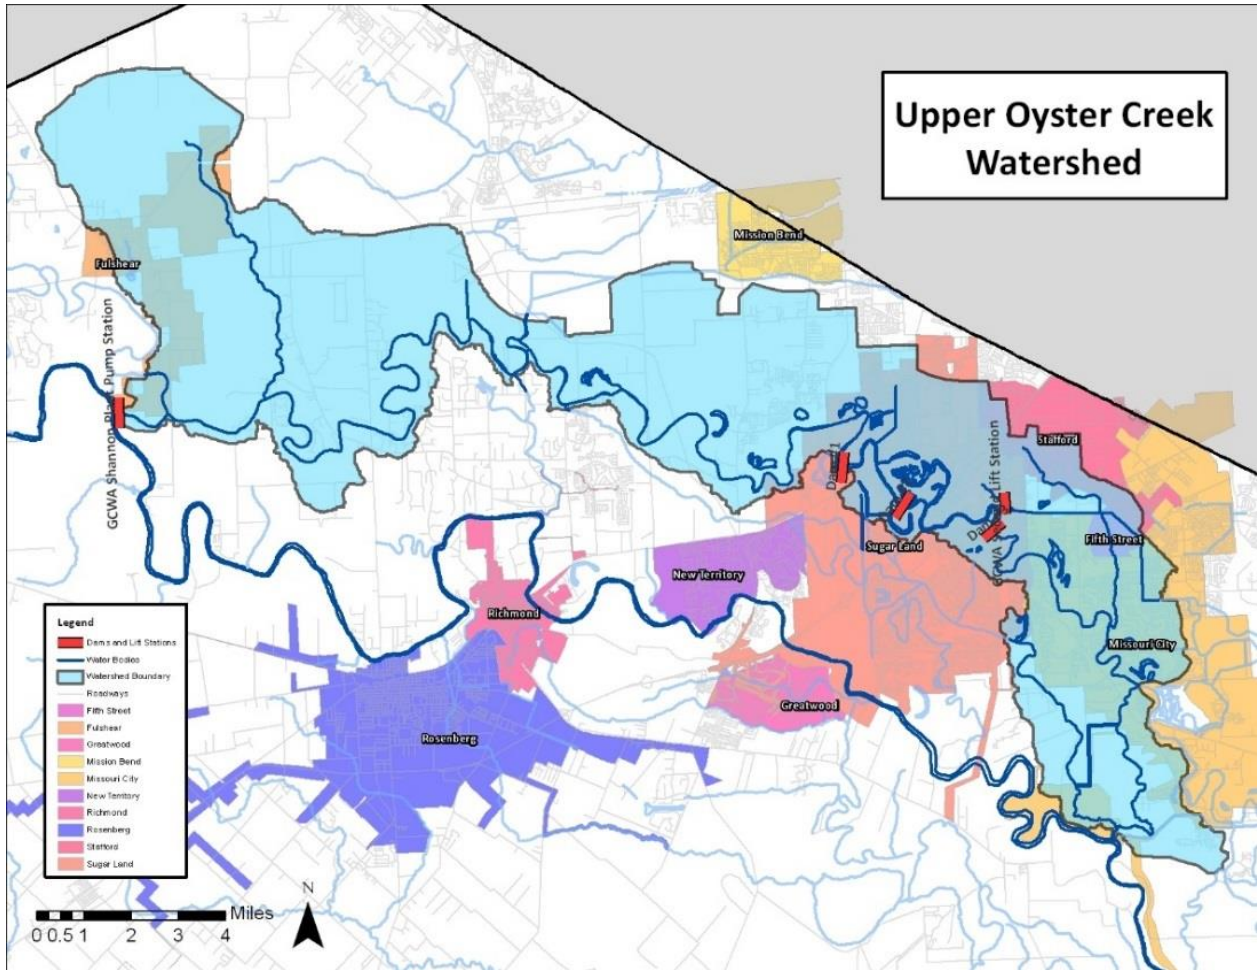 Upper Oyster Creek
Watershed
Mission Bend
Fulshear
GCWA Shannon Plant Pump Station
Stafford
Sugar Land
Fifth Street
New Territory
Richmond
Missouri City
Greatwood
Rosenberg
Legend
Dams and Lift Stations
Water Bodies
Watershed Boundary
Roadways
Fifth Street
Fulshear
Greatwood
Mission Bend
Missouri City
New Territory
Richmond
Rosenberg
Stafford
Sugar Land
N
Miles
0 0.5 1 2 3 4